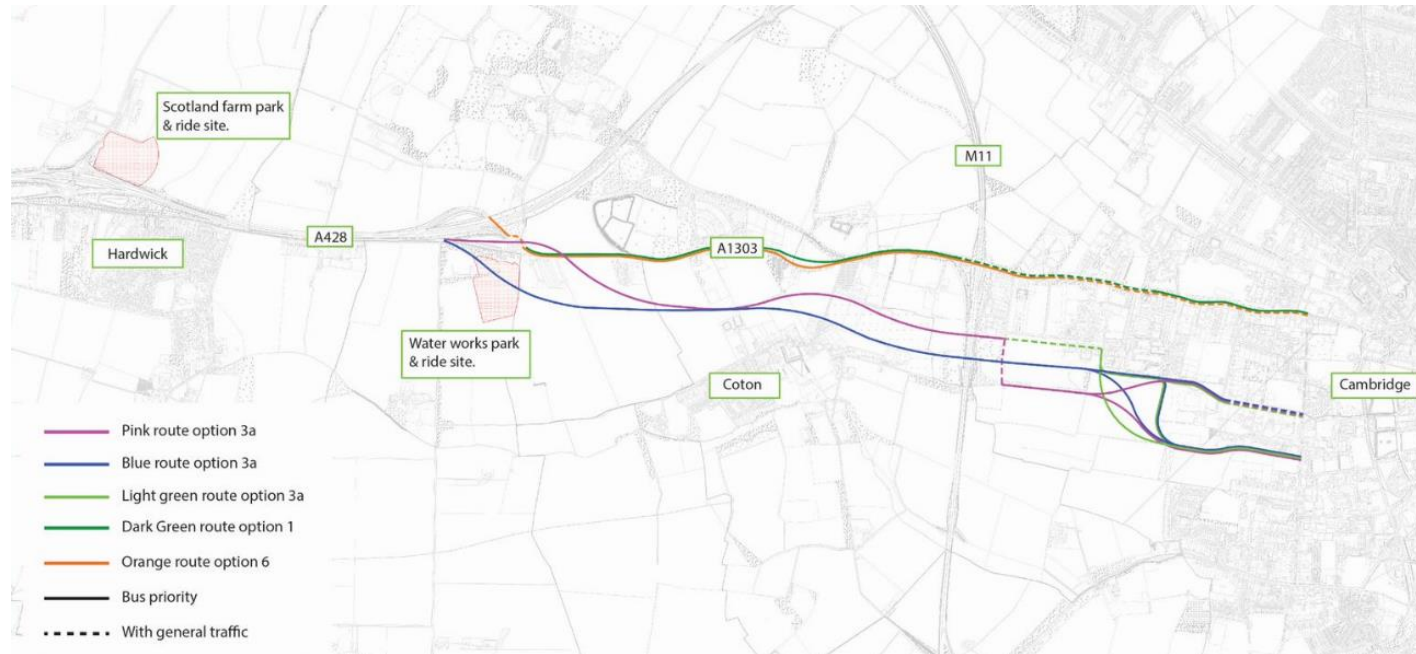 Scotland farm park
& ride site.
M11
A428
A1303
Hardwick
Water works park
& ride site.
Coton
Cambridge
Pink route option 3a
Blue route option 3a
Light green route option 3a
Dark Green route option 1
Orange route option 6
Bus priority
With general traffic